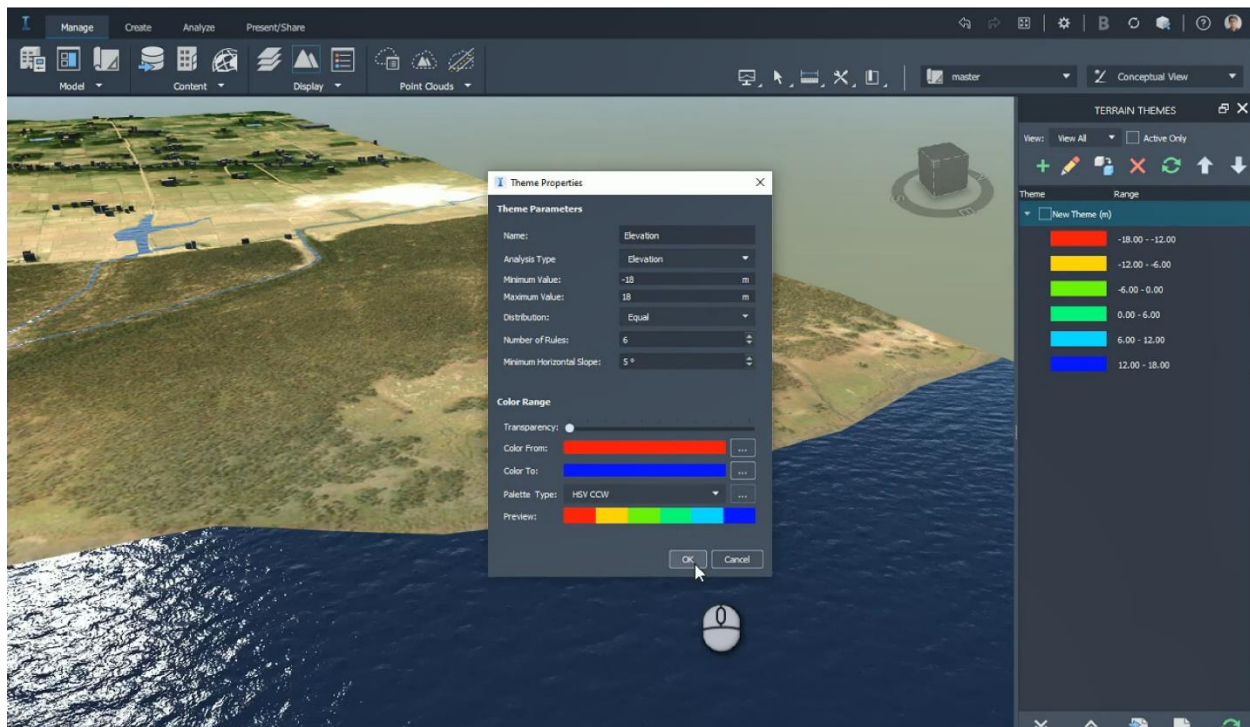 I Manage Create Analyze Present/Share
B ?
Model Content Display Point Clouds
master Conceptual View
TERRAIN THEMES
View: View All Active Only
Theme Range
New Theme (m)
-18.00 - -12.00
-12.00 - -6.00
-6.00 - 0.00
0.00 - 6.00
6.00 - 12.00
12.00 - 18.00
I Theme Properties
Theme Parameters
Name: Elevation
Analysis Type Elevation
Minimum Value: -18 m
Maximum Value: 18 m
Distribution: Equal
Number of Rules: 6
Minimum Horizontal Slope: 5 °
Color Range
Transparency:
Color From: ...
Color To: ...
Palette Type: HSV CCW ...
Preview:
OK Cancel